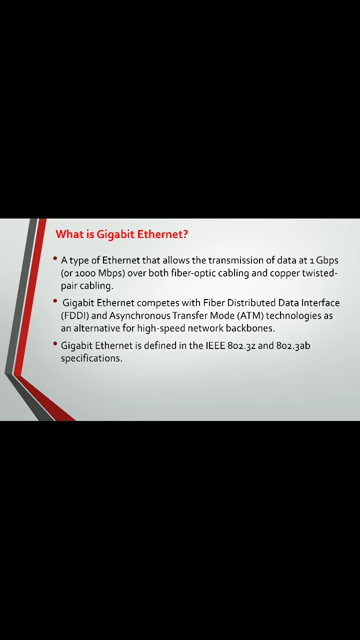 What is Gigabit Ethernet?
• A type of Ethernet that allows the transmission of data at 1 Gbps
(or 1000 Mbps) over both fiber-optic cabling and copper twisted-
pair cabling.
• Gigabit Ethernet competes with Fiber Distributed Data Interface
(FDDI) and Asynchronous Transfer Mode (ATM) technologies as
an alternative for high-speed network backbones.
• Gigabit Ethernet is defined in the IEEE 802.3z and 802.3ab
specifications.